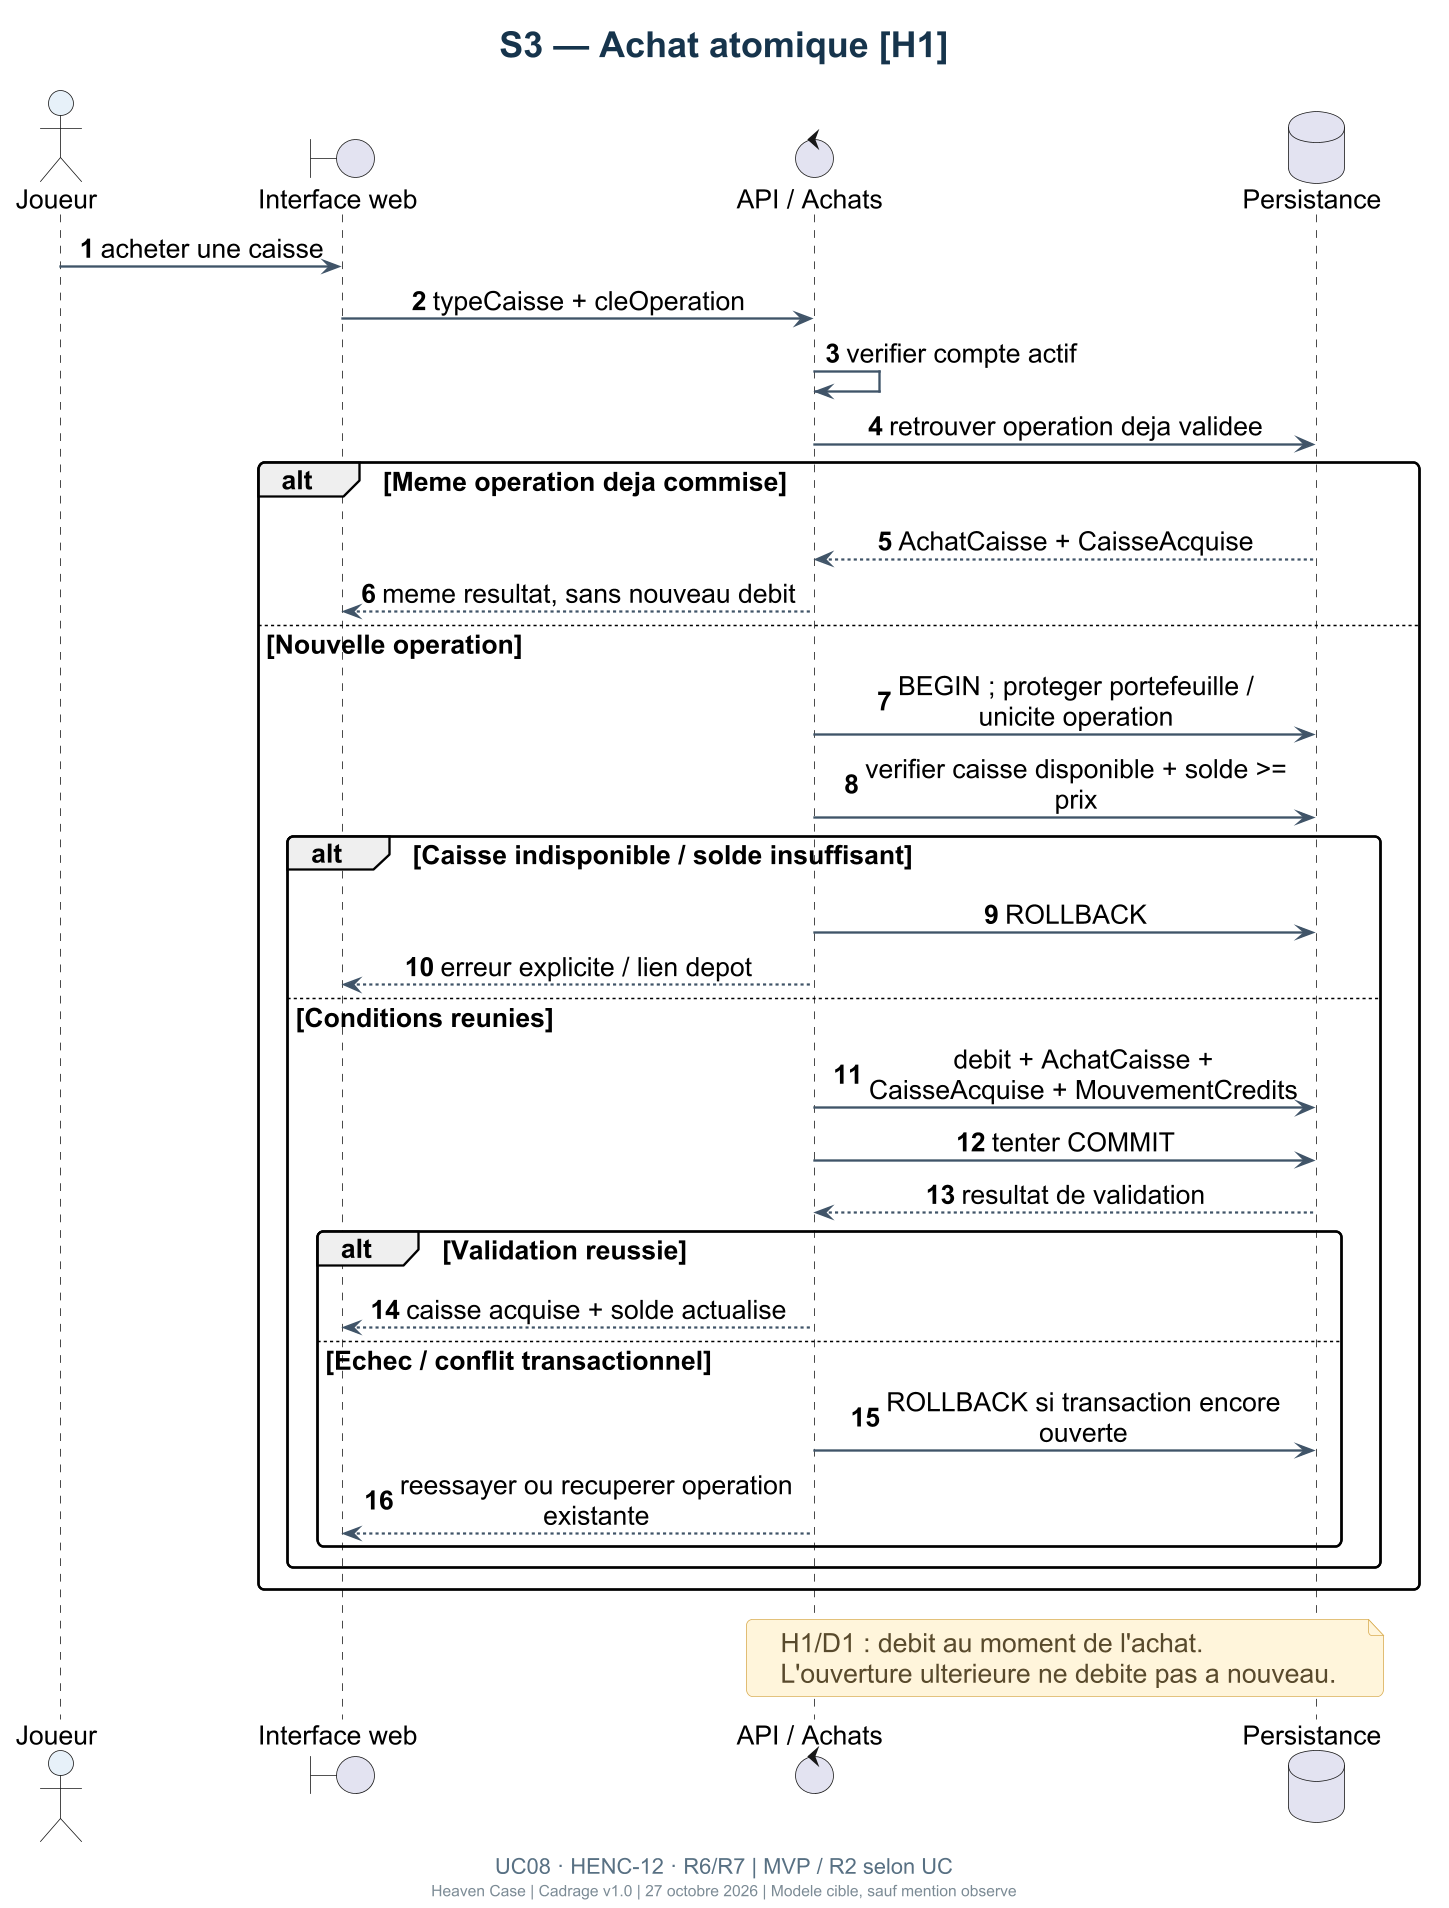 S3 — Achat atomique [H1]
Joueur
Interface web
API / Achats
Persistance
1 acheter une caisse
2 typeCaisse + cleOperation
3 verifier compte actif
4 retrouver operation deja validee
alt [Meme operation deja commise]
5 AchatCaisse + CaisseAcquise
6 meme resultat, sans nouveau debit
[Nouvelle operation]
7 BEGIN ; proteger portefeuille /
unicite operation
8 verifier caisse disponible + solde >=
prix
alt [Caisse indisponible / solde insuffisant]
9 ROLLBACK
10 erreur explicite / lien depot
[Conditions reunies]
11 debit + AchatCaisse +
CaisseAcquise + MouvementCredits
12 tenter COMMIT
13 resultat de validation
alt [Validation reussie]
14 caisse acquise + solde actualise
[Echec / conflit transactionnel]
15 ROLLBACK si transaction encore
ouverte
16 reessayer ou recuperer operation
existante
H1/D1 : debit au moment de l'achat.
L'ouverture ulterieure ne debite pas a nouveau.
Joueur
Interface web
API / Achats
Persistance
UC08 · HENC-12 · R6/R7 | MVP / R2 selon UC
Heaven Case | Cadrage v1.0 | 27 octobre 2026 | Modele cible, sauf mention observe